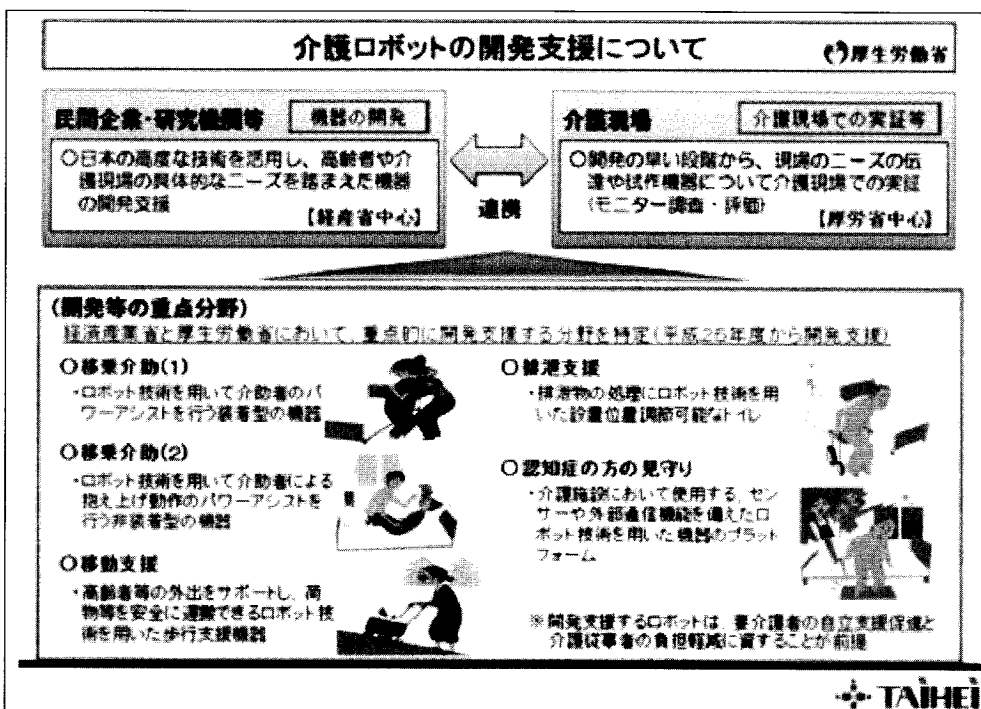 介護ロボットの開発支援について
厚生労働省
民間企業・研究機関等
機器の開発
○日本の高度な技術を活用し、高齢者や介
護現場の具体的なニーズを踏まえた機器
の開発支援
【経産省中心】
連携
介護現場
介護現場での実証等
○開発の早い段階から、現場のニーズの伝
達や試作機器について介護現場での実証
(モニター調査・評価)
【厚労省中心】
(開発等の重点分野)
経済産業省と厚生労働省において、重点的に開発支援する分野を特定(平成25年度から開発支援)
○移乗介助(1)
・ロボット技術を用いて介助者のパ
ワーアシストを行う装着型の機器
○移乗介助(2)
・ロボット技術を用いて介助者による
抱え上げ動作のパワーアシストを
行う非装着型の機器
○移動支援
・高齢者等の外出をサポートし、荷
物等を安全に運搬できるロボット技
術を用いた歩行支援機器
○排泄支援
・排泄物の処理にロボット技術を用
いた設置位置調節可能なトイレ
○認知症の方の見守り
・介護施設において使用する、セン
サーや外部通信機能を備えたロ
ボット技術を用いた機器のプラット
フォーム
※開発支援するロボットは、要介護者の自立支援促進と
介護従事者の負担軽減に資することが前提
TAIHEI